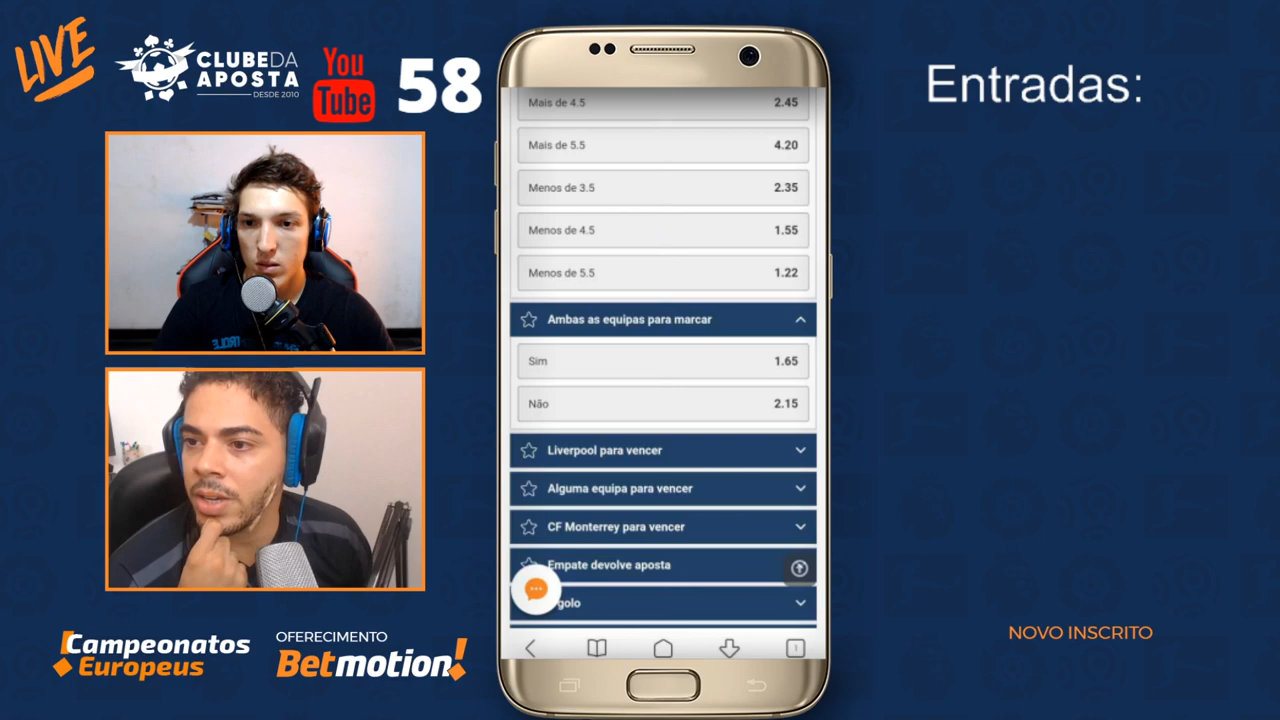 LIVE
CLUBEDA
APOSTA
DESDE 2010
You
Tube
58
Entradas:
Mais de 4.5 2.45
Mais de 5.5 4.20
Menos de 3.5 2.35
Menos de 4.5 1.55
Menos de 5.5 1.22
Ambas as equipas para marcar
Sim 1.65
Não 2.15
Liverpool para vencer
Alguma equipa para vencer
CF Monterrey para vencer
Empate devolve aposta
golo
Campeonatos
Europeus
OFERECIMENTO
Betmotion!
NOVO INSCRITO